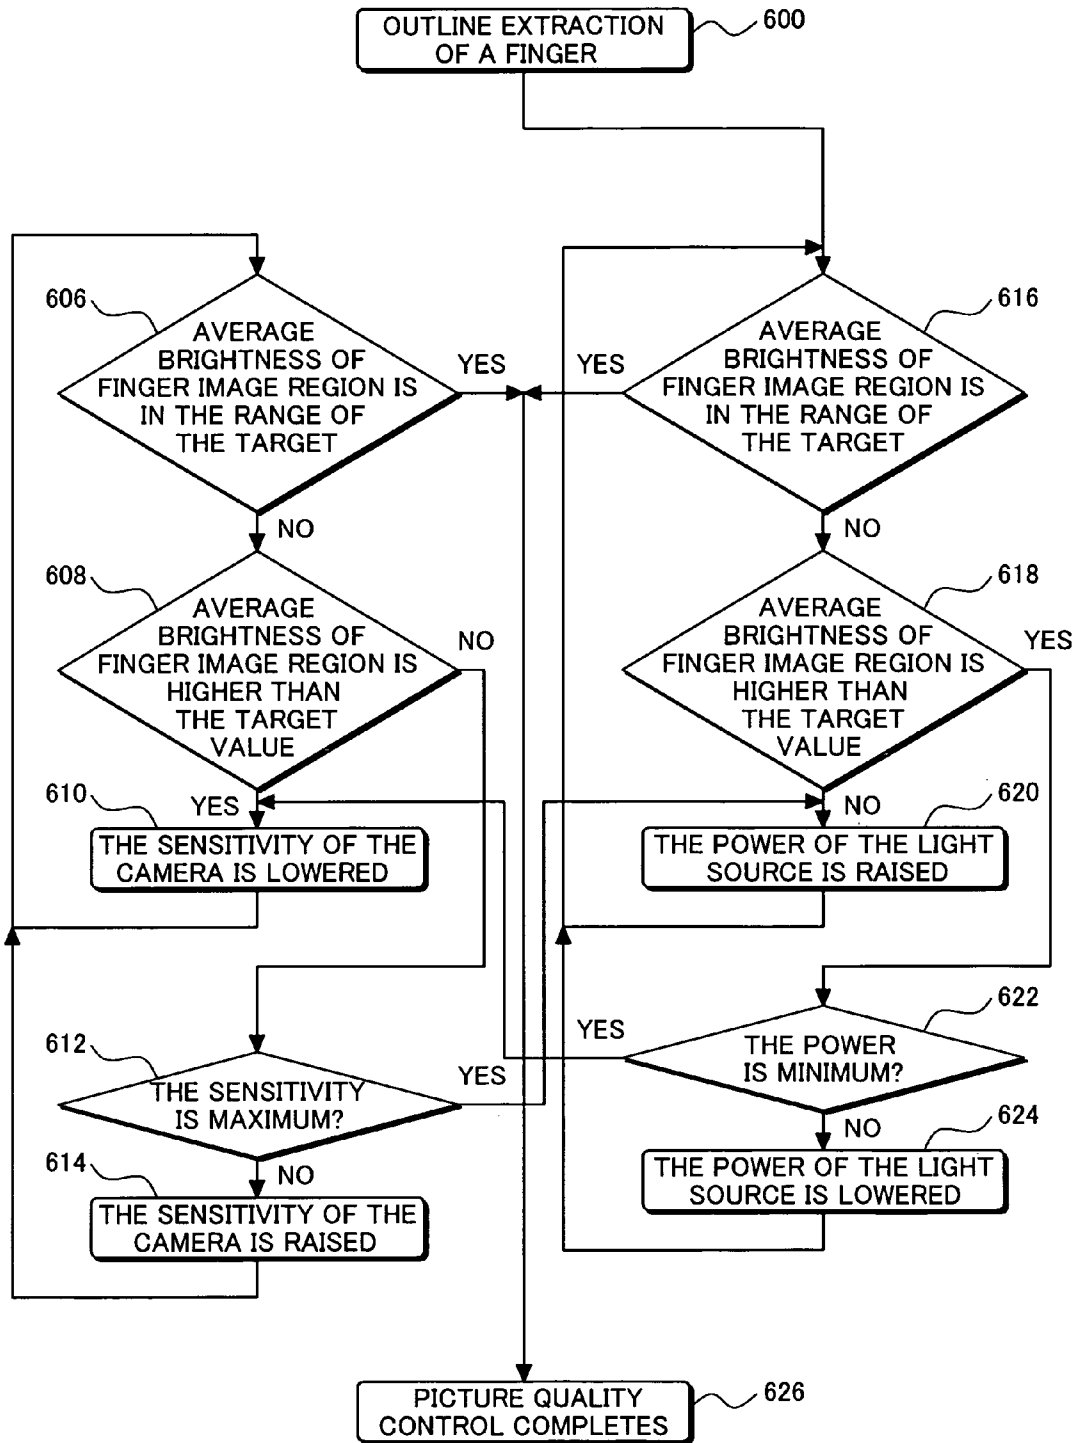 OUTLINE EXTRACTION
OF A FINGER
600
606
AVERAGE
BRIGHTNESS OF
FINGER IMAGE REGION IS
IN THE RANGE OF
THE TARGET
YES
YES
616
AVERAGE
BRIGHTNESS OF
FINGER IMAGE REGION IS
IN THE RANGE OF
THE TARGET
NO
NO
608
AVERAGE
BRIGHTNESS OF
FINGER IMAGE REGION IS
HIGHER THAN
THE TARGET
VALUE
NO
618
AVERAGE
BRIGHTNESS OF
FINGER IMAGE REGION IS
HIGHER THAN
THE TARGET
VALUE
YES
610
YES
THE SENSITIVITY OF THE
CAMERA IS LOWERED
NO
620
THE POWER OF THE LIGHT
SOURCE IS RAISED
612
THE SENSITIVITY
IS MAXIMUM?
YES
YES
622
THE POWER
IS MINIMUM?
614
NO
THE SENSITIVITY OF THE
CAMERA IS RAISED
NO
624
THE POWER OF THE LIGHT
SOURCE IS LOWERED
PICTURE QUALITY
CONTROL COMPLETES
626